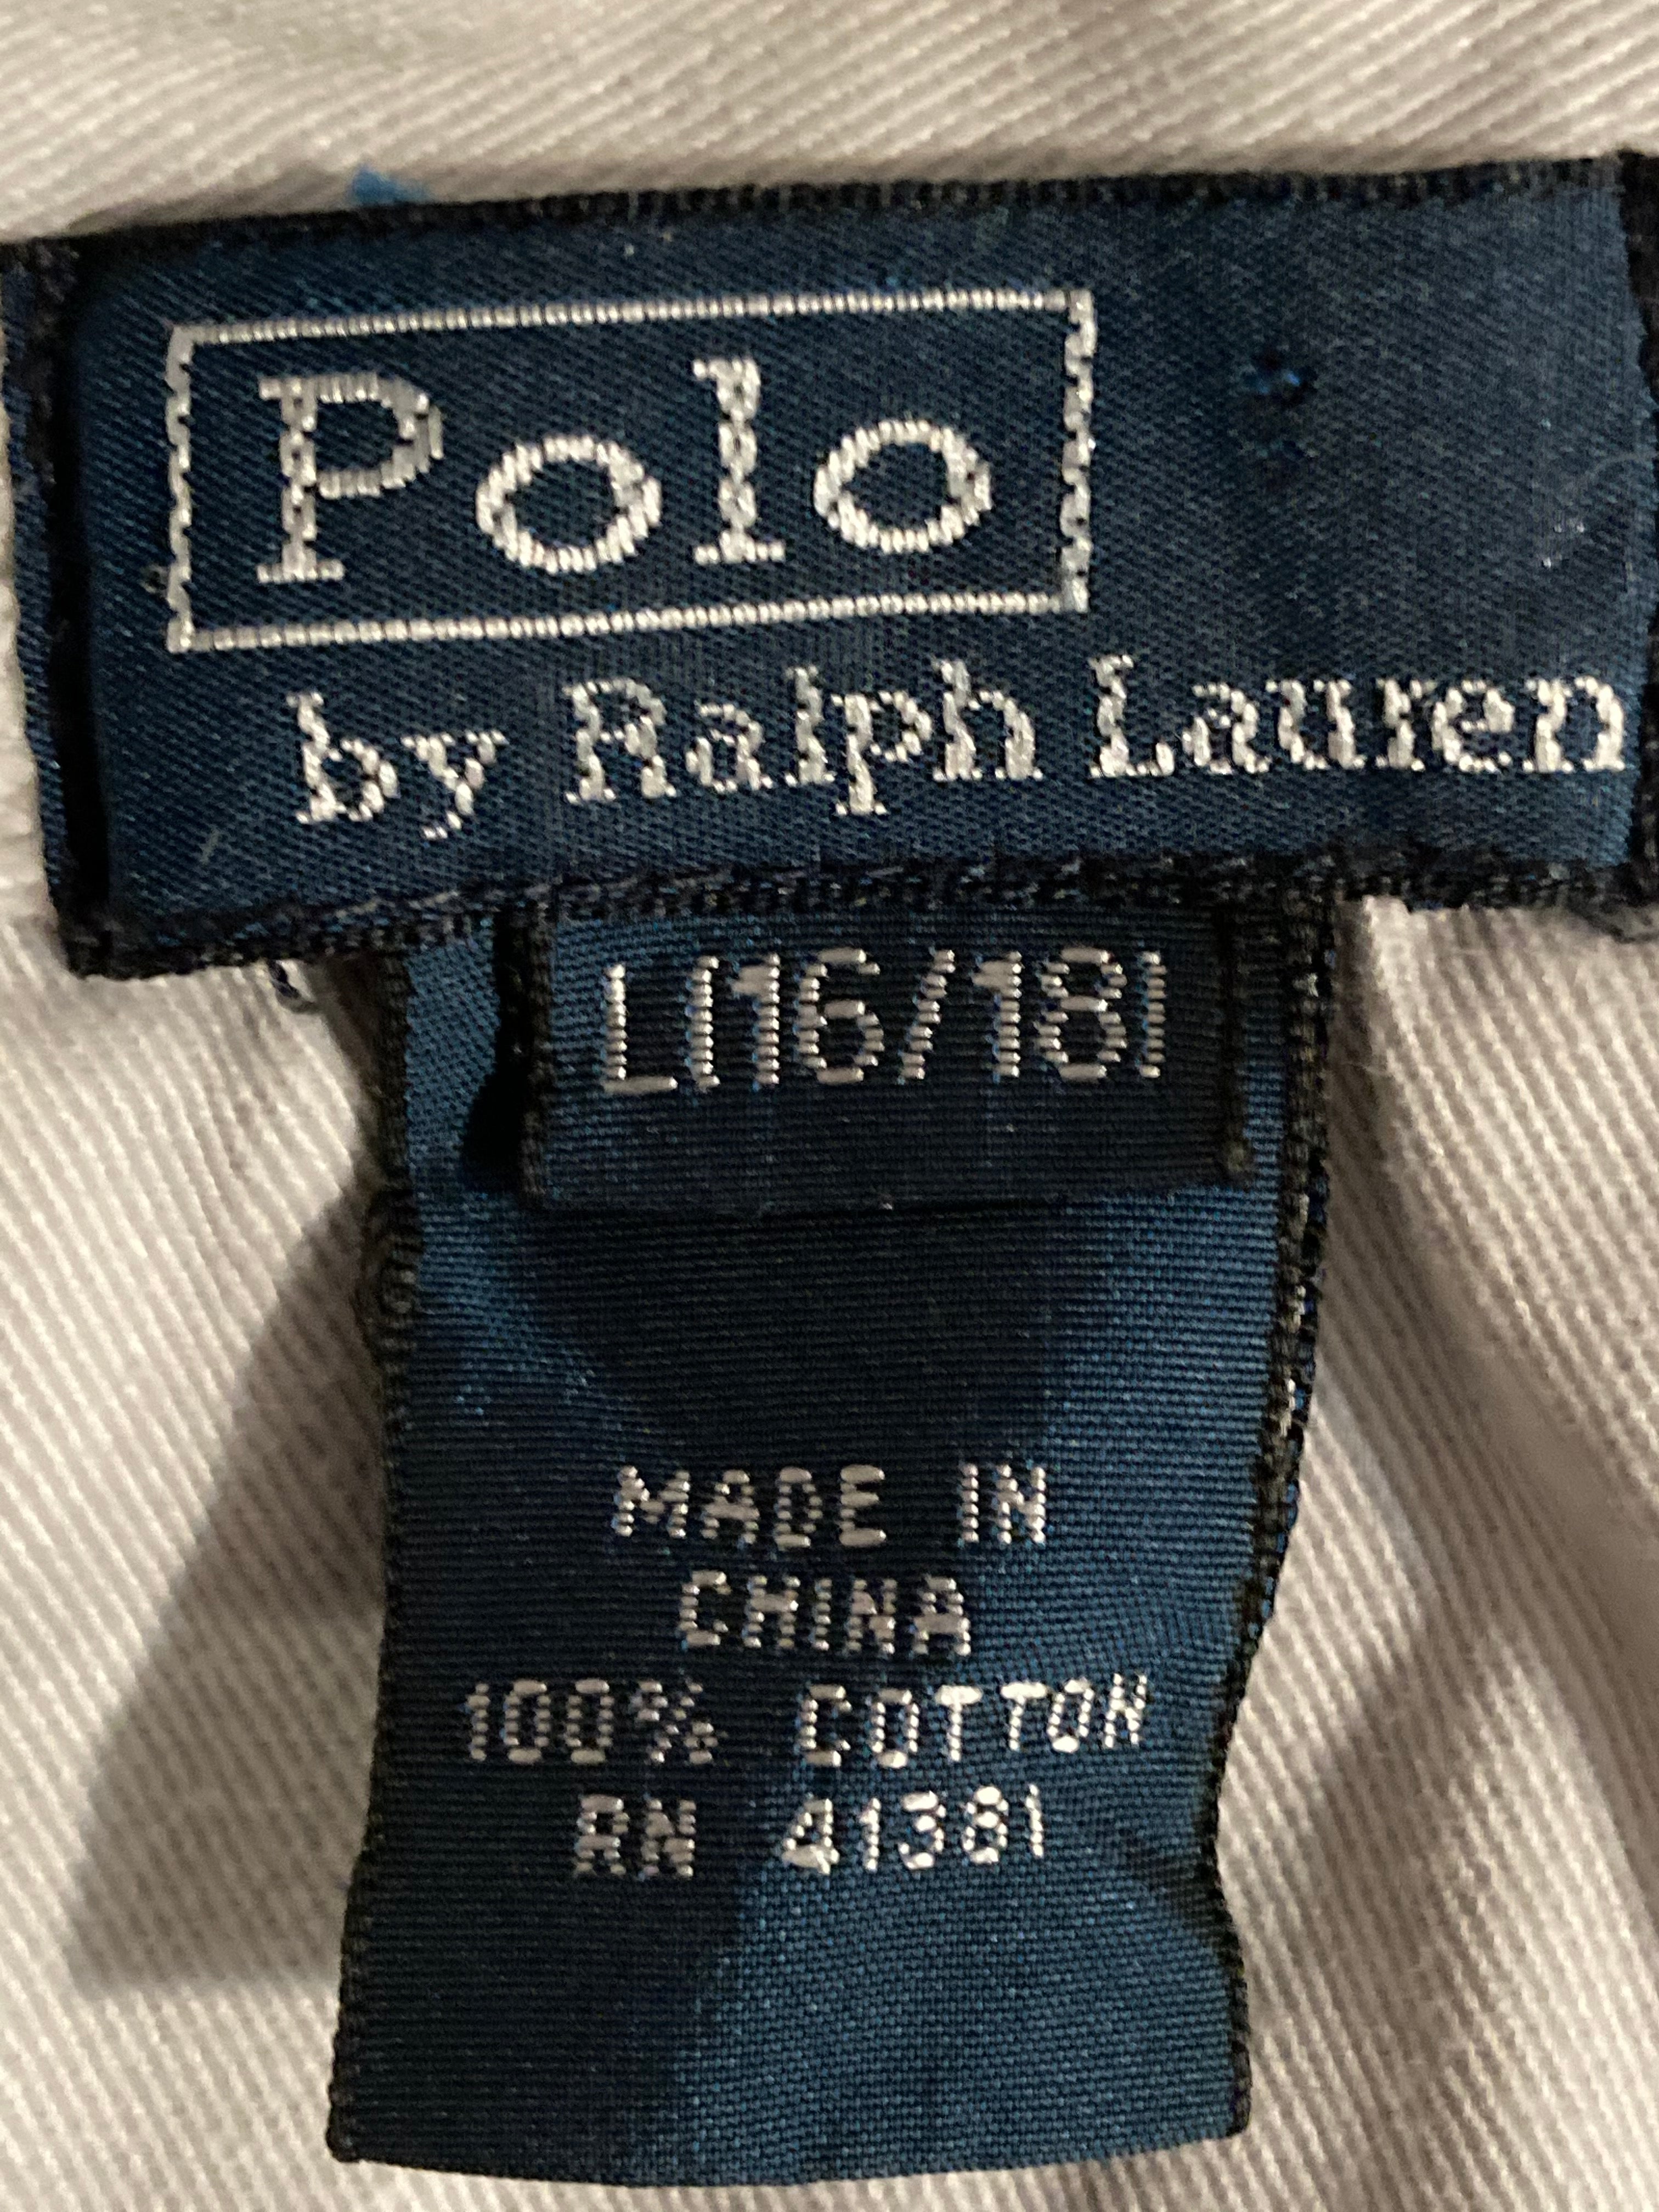 Polo
by Ralph Lauren
L(16/18)
MADE IN
CHINA
100% COTTON
RN 41381